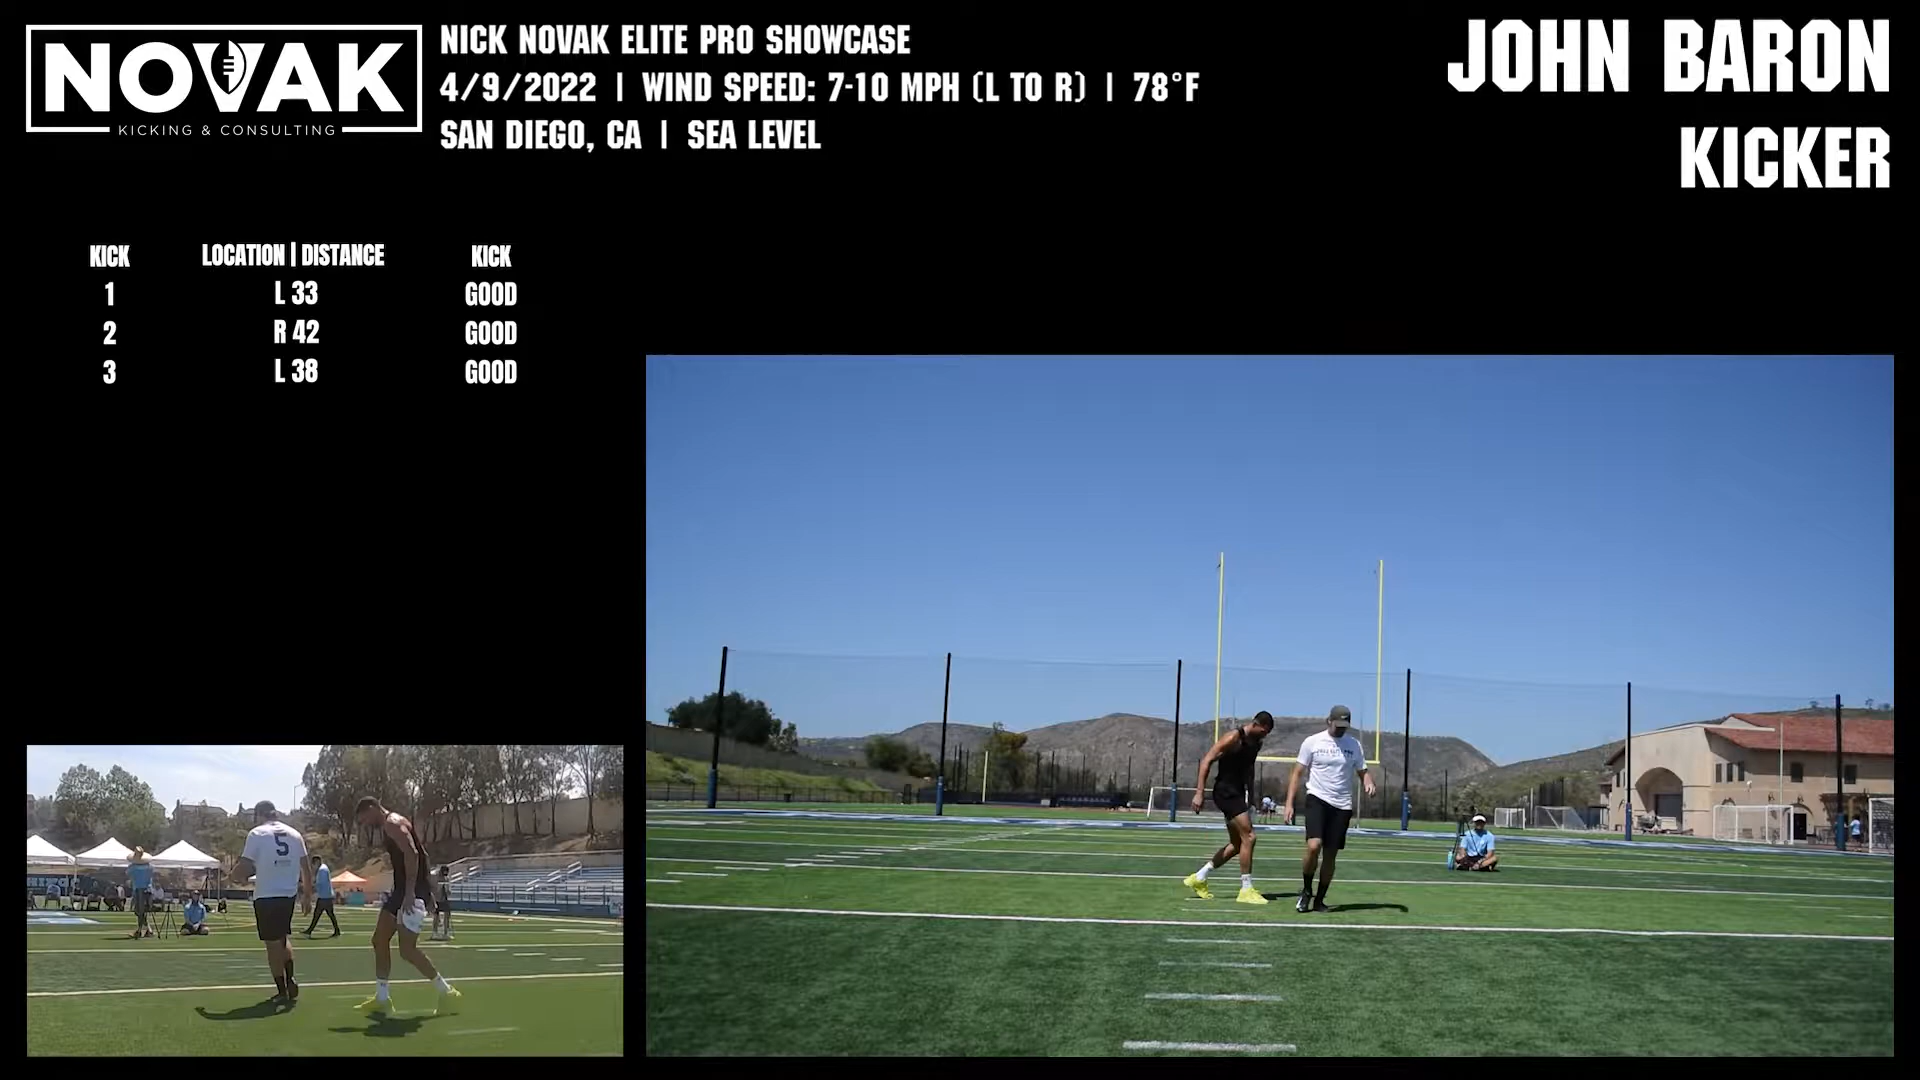 NOVAK
KICKING & CONSULTING
NICK NOVAK ELITE PRO SHOWCASE
4/9/2022 | WIND SPEED: 7-10 MPH (L TO R) | 78°F
SAN DIEGO, CA | SEA LEVEL
JOHN BARON
KICKER
KICK LOCATION | DISTANCE KICK
1 L 33 GOOD
2 R 42 GOOD
3 L 38 GOOD
5